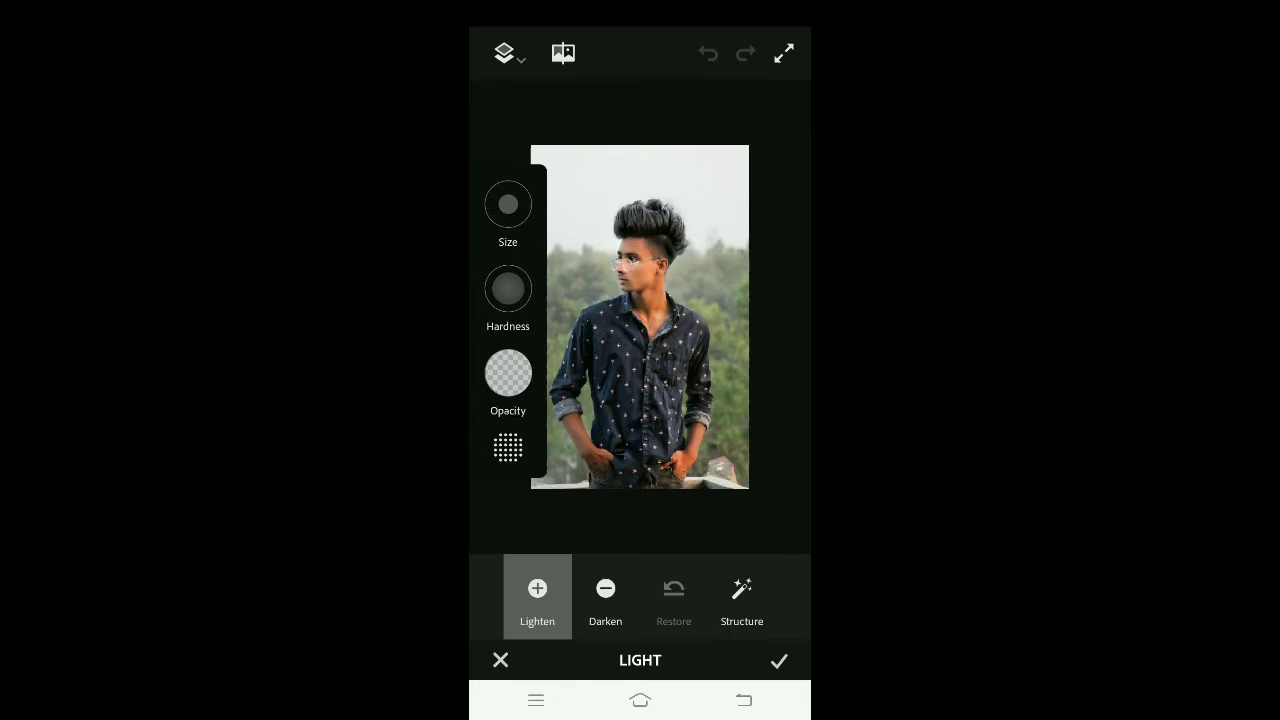 Size
Hardness
Opacity
Lighten
Darken
Restore
Structure
LIGHT